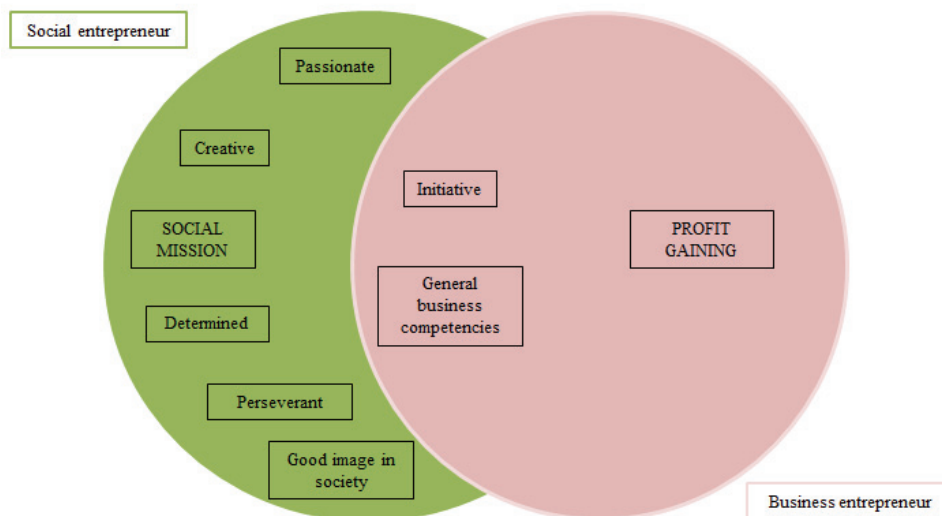 Social entrepreneur
Passionate
Creative
Initiative
SOCIAL
MISSION
PROFIT
GAINING
General
business
competencies
Determined
Perseverant
Good image in
society
Business entrepreneur